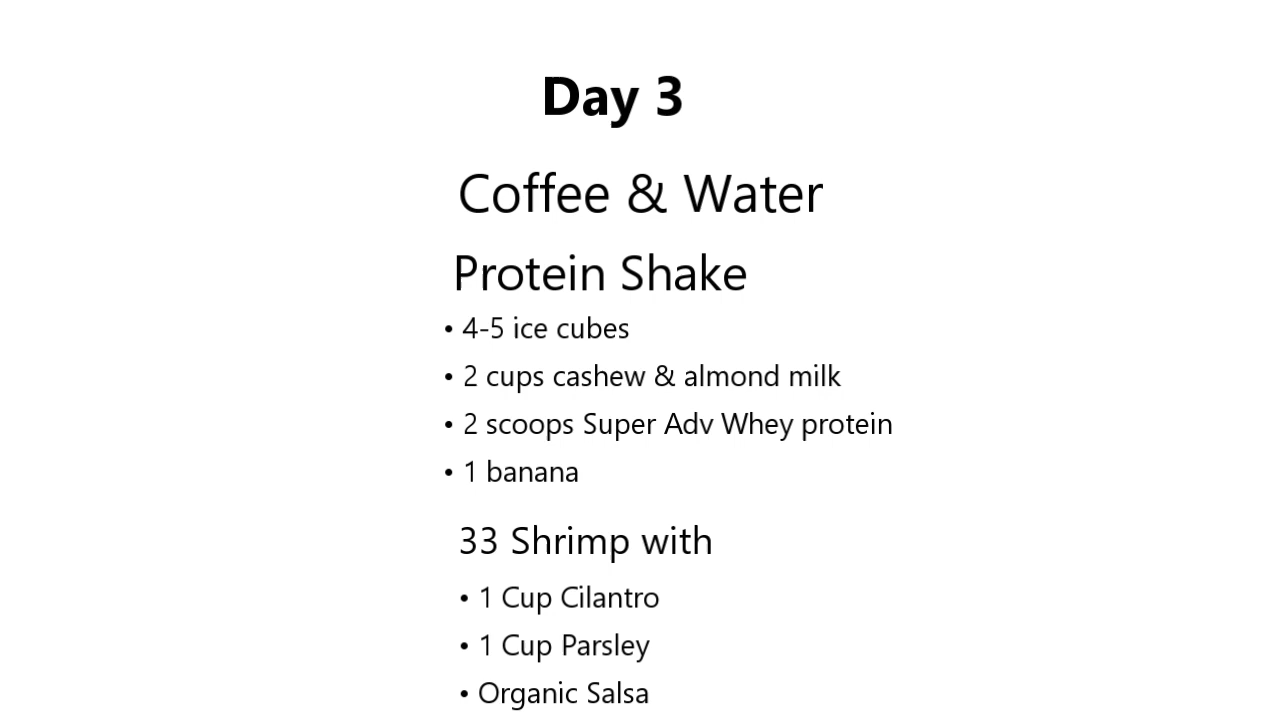 Day 3
Coffee & Water
Protein Shake
• 4-5 ice cubes
• 2 cups cashew & almond milk
• 2 scoops Super Adv Whey protein
• 1 banana
33 Shrimp with
• 1 Cup Cilantro
• 1 Cup Parsley
• Organic Salsa